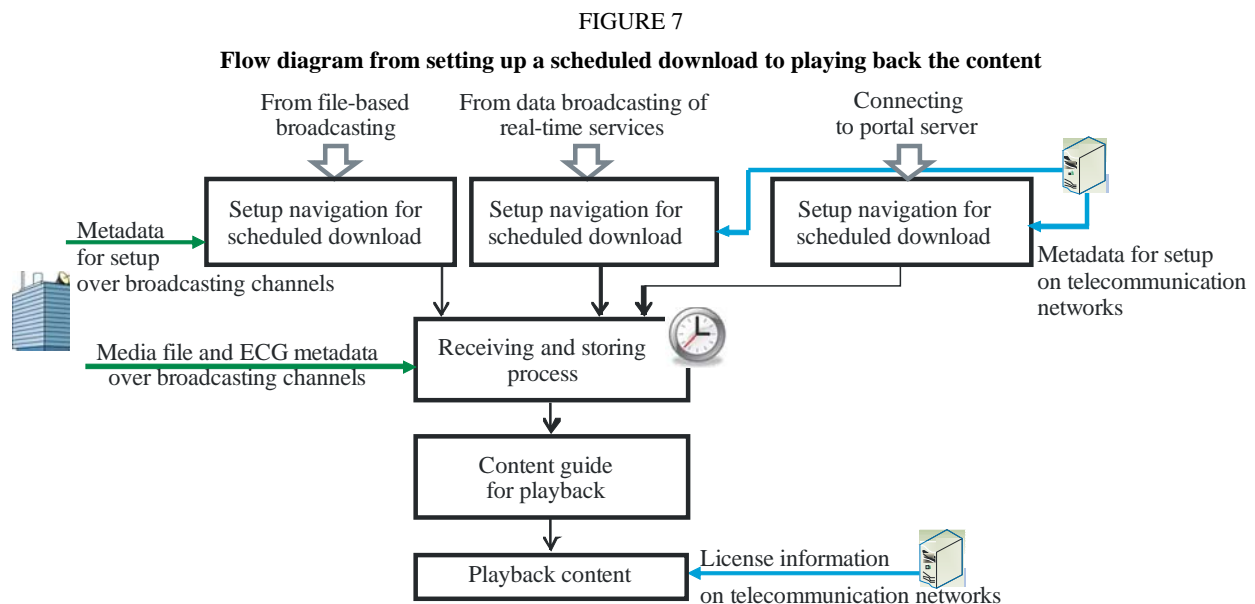 FIGURE 7
Flow diagram from setting up a scheduled download to playing back the content
From file-based
broadcasting
From data broadcasting of
real-time services
Connecting
to portal server
Setup navigation for
scheduled download
Setup navigation for
scheduled download
Setup navigation for
scheduled download
Metadata
for setup
over broadcasting channels
Metadata for setup
on telecommunication
networks
Media file and ECG metadata
over broadcasting channels
Receiving and storing
process
Content guide
for playback
Playback content
License information
on telecommunication networks